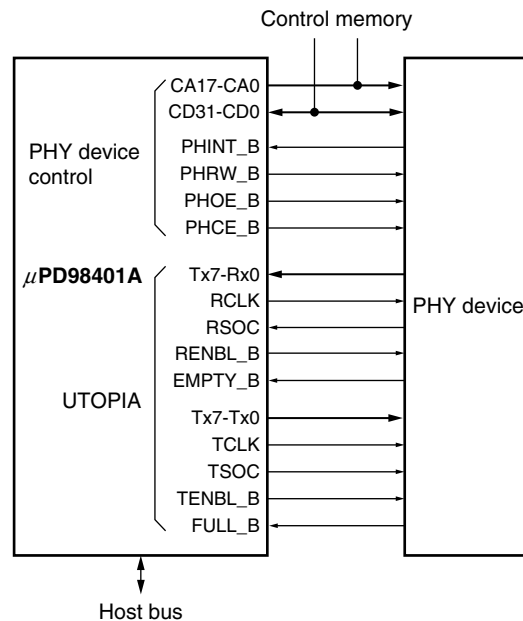 Control memory
CA17-CA0
CD31-CD0
PHY device
control
PHINT_B
PHRW_B
PHOE_B
PHCE_B
μPD98401A
Tx7-Rx0
RCLK
RSOC
RENBL_B
EMPTY_B
UTOPIA
Tx7-Tx0
TCLK
TSOC
TENBL_B
FULL_B
PHY device
Host bus